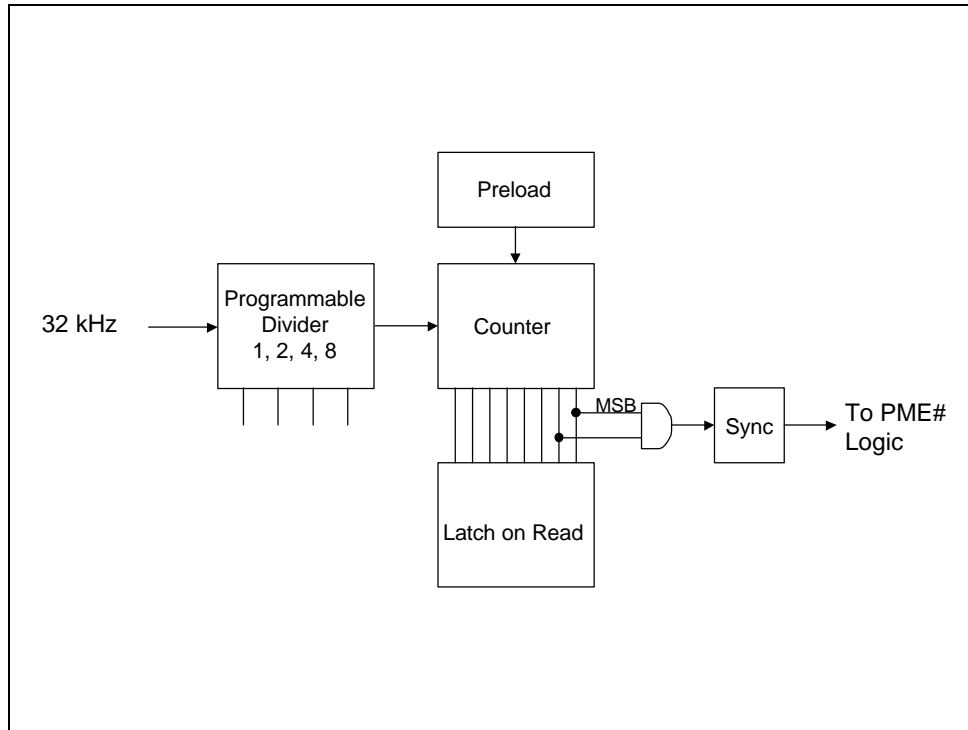 Preload
Programmable
Divider
1, 2, 4, 8
32 kHz
Counter
MSB
Sync
To PME#
Logic
Latch on Read